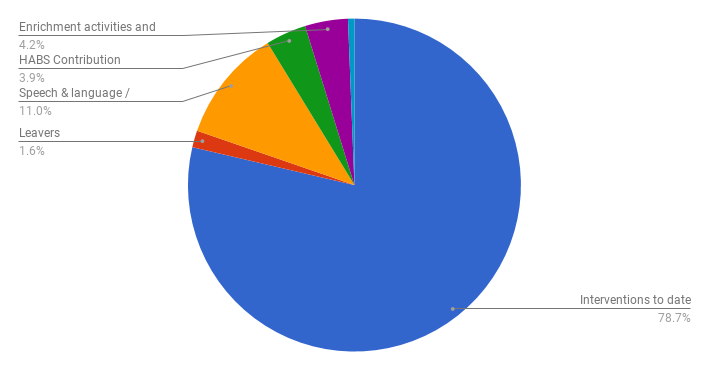 Enrichment activities and
4.2%
HABS Contribution
3.9%
Speech & language /
11.0%
Leavers
1.6%
Interventions to date
78.7%